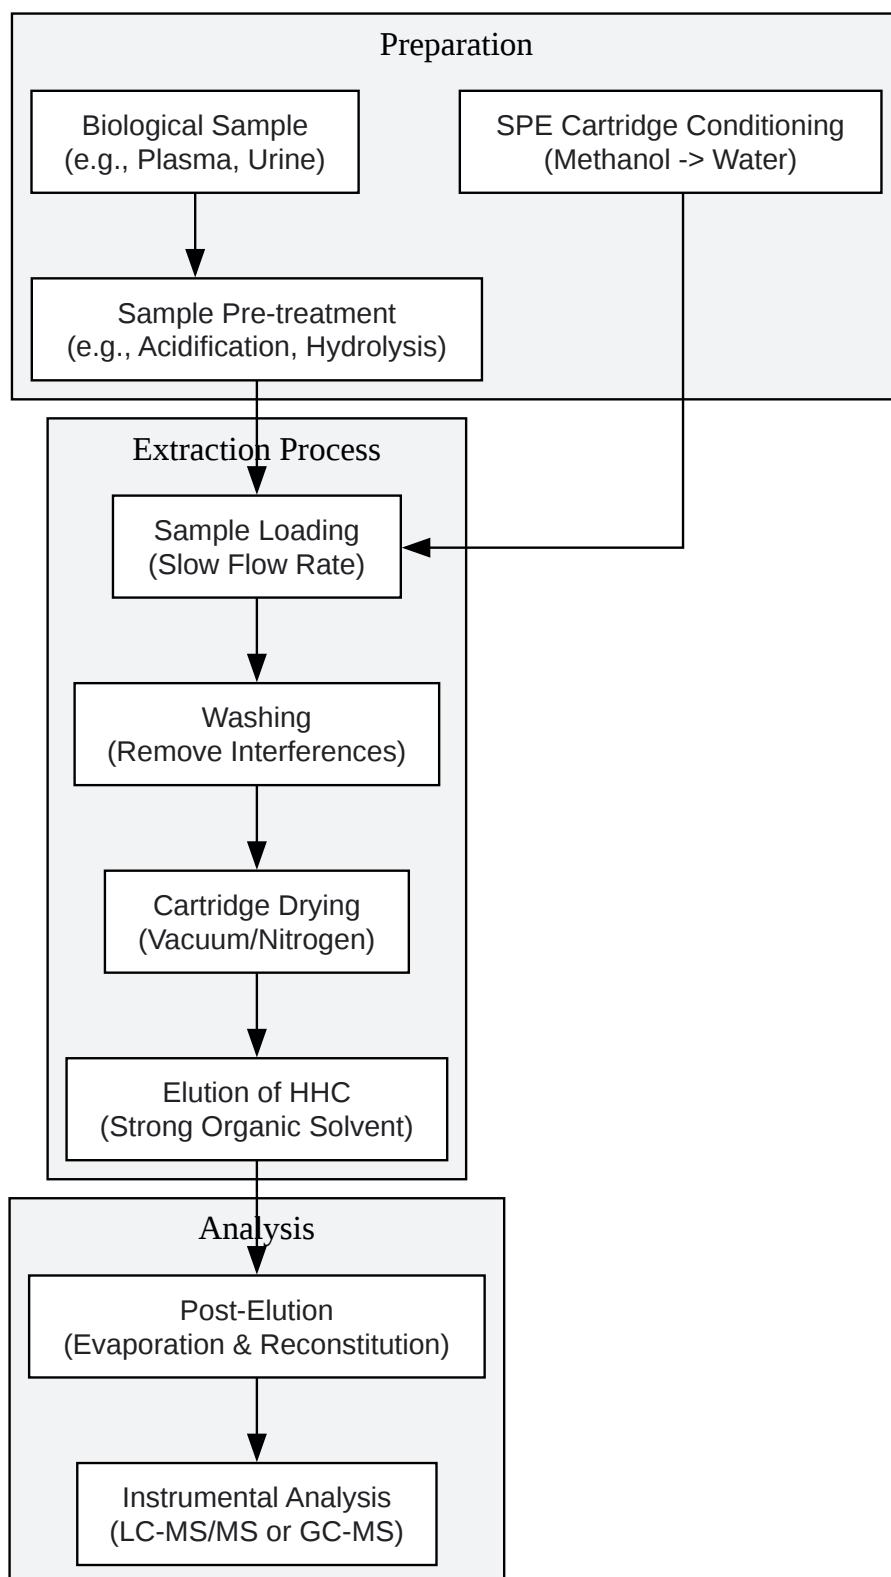 Preparation
Biological Sample
(e.g., Plasma, Urine)
SPE Cartridge Conditioning
(Methanol -> Water)
Sample Pre-treatment
(e.g., Acidification, Hydrolysis)
Extraction Process
Sample Loading
(Slow Flow Rate)
Washing
(Remove Interferences)
Cartridge Drying
(Vacuum/Nitrogen)
Elution of HHC
(Strong Organic Solvent)
Analysis
Post-Elution
(Evaporation & Reconstitution)
Instrumental Analysis
(LC-MS/MS or GC-MS)